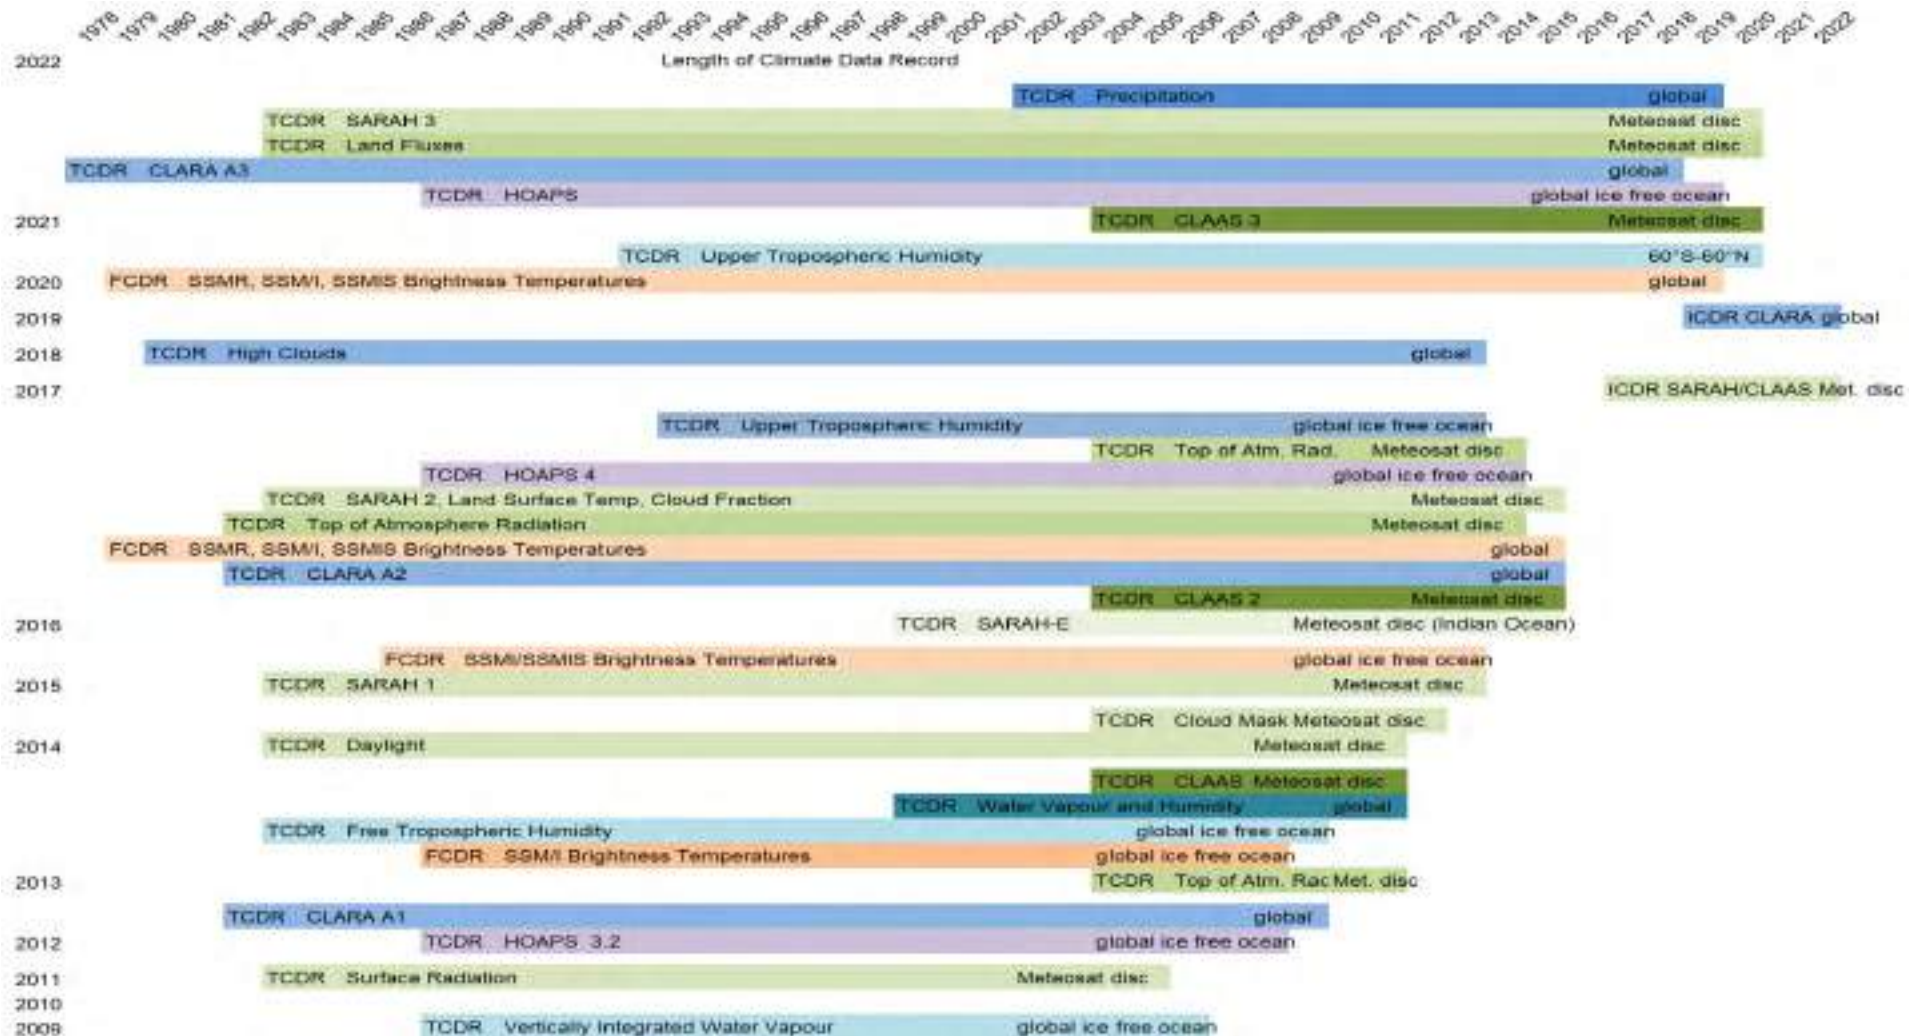 1978 1979 1980 1981 1982 1983 1984 1985 1986 1987 1988 1989 1990 1991 1992 1993 1994 1995 1996 1997 1998 1999 2000 2001 2002 2003 2004 2005 2006 2007 2008 2009 2010 2011 2012 2013 2014 2015 2016 2017 2018 2019 2020 2021 2022
2022 Length of Climate Data Record
TCDR Precipitation global
TCDR SARAH 3 Meteosat disc
TCDR Land Fluxes Meteosat disc
TCDR CLARA A3 global
TCDR HOAPS global ice free ocean
2021 TCDR CLAAS 3 Meteosat disc
TCDR Upper Tropospheric Humidity 60°S-60°N
2020 FCDR SSMR, SSM/I, SSMIS Brightness Temperatures global
2019 ICDR CLARA global
2018 TCDR High Clouds global
2017 ICDR SARAH/CLAAS Met. disc
TCDR Upper Tropospheric Humidity global ice free ocean
TCDR Top of Atm. Rad. Meteosat disc
TCDR HOAPS 4 global ice free ocean
TCDR SARAH 2, Land Surface Temp, Cloud Fraction Meteosat disc
TCDR Top of Atmosphere Radiation Meteosat disc
FCDR SSMR, SSM/I, SSMIS Brightness Temperatures global
TCDR CLARA A2 global
TCDR CLAAS 2 Meteosat disc
2016 TCDR SARAH-E Meteosat disc (Indian Ocean)
FCDR SSMI/SSMIS Brightness Temperatures global ice free ocean
2015 TCDR SARAH 1 Meteosat disc
TCDR Cloud Mask Meteosat disc
2014 TCDR Daylight Meteosat disc
TCDR CLAAS Meteosat disc
TCDR Water Vapour and Humidity global
TCDR Free Tropospheric Humidity global ice free ocean
FCDR SSM/I Brightness Temperatures global ice free ocean
2013 TCDR Top of Atm. Rac Met. disc
TCDR CLARA A1 global
2012 TCDR HOAPS 3.2 global ice free ocean
2011 TCDR Surface Radiation Meteosat disc
2010
2009 TCDR Vertically Integrated Water Vapour global ice free ocean